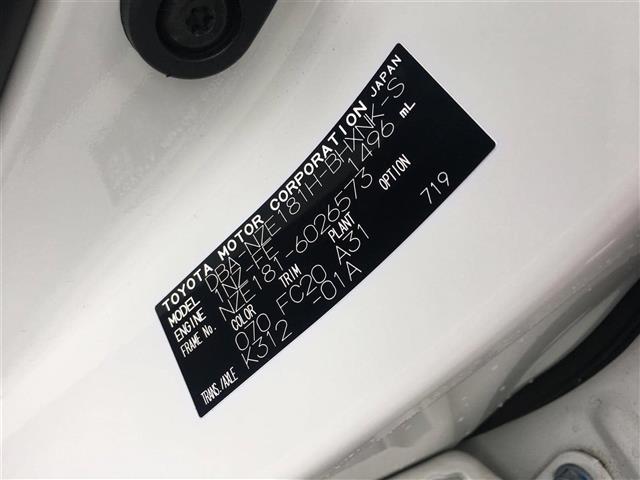 TOYOTA MOTOR CORPORATION JAPAN
MODEL DBA-NZE181H-BHXNK-S
ENGINE 1NZ-FE 1496 mL
FRAME No. NZE181-6026573
COLOR TRIM PLANT OPTION
070 FC20 A31 719
K312 -01A
TRANS./AXLE